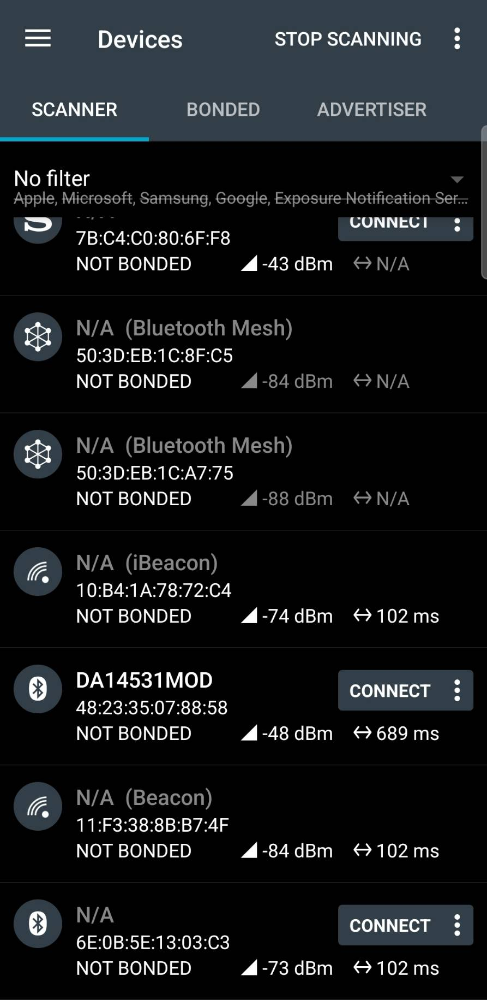 Devices STOP SCANNING
SCANNER BONDED ADVERTISER
No filter
Apple, Microsoft, Samsung, Google, Exposure Notification Ser...
N/A CONNECT
7B:C4:C0:80:6F:F8
NOT BONDED -43 dBm N/A
N/A (Bluetooth Mesh)
50:3D:EB:1C:8F:C5
NOT BONDED -84 dBm N/A
N/A (Bluetooth Mesh)
50:3D:EB:1C:A7:75
NOT BONDED -88 dBm N/A
N/A (iBeacon)
10:B4:1A:78:72:C4
NOT BONDED -74 dBm 102 ms
DA14531MOD CONNECT
48:23:35:07:88:58
NOT BONDED -48 dBm 689 ms
N/A (Beacon)
11:F3:38:8B:B7:4F
NOT BONDED -84 dBm 102 ms
N/A CONNECT
6E:0B:5E:13:03:C3
NOT BONDED -73 dBm 102 ms